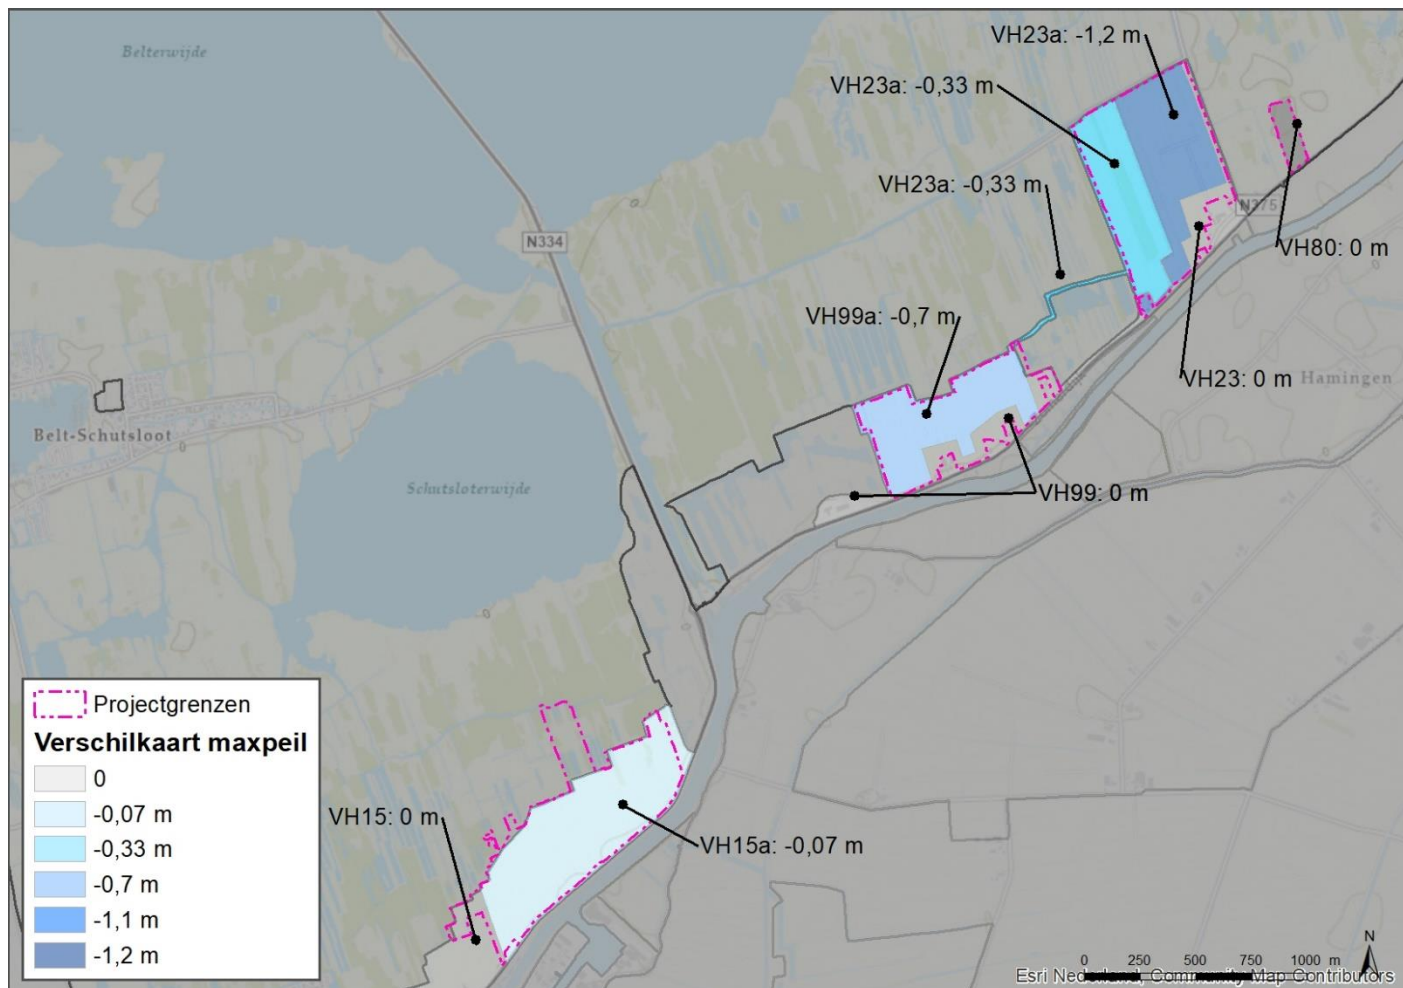 Belterwijde
VH23a: -1,2 m
VH23a: -0,33 m
VH23a: -0,33 m
N375
N334
VH80: 0 m
VH99a: -0,7 m
VH23: 0 m
Hamingen
Belt-Schutsloot
Schutsloterwijde
VH99: 0 m
Projectgrenzen
Verschilkaart maxpeil
0
-0,07 m
-0,33 m
-0,7 m
-1,1 m
-1,2 m
VH15: 0 m
VH15a: -0,07 m
N
0 250 500 750 1000 m
Esri Nederland, Community Map Contributors